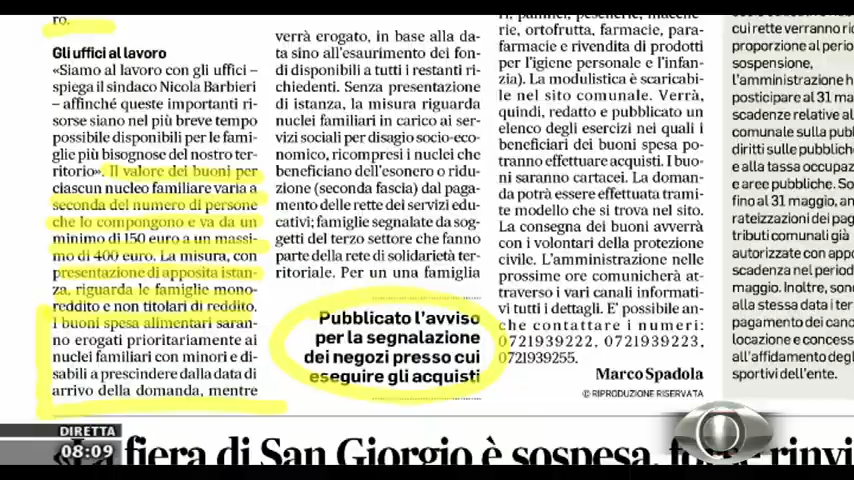 ro.
Gli uffici al lavoro
«Siamo al lavoro con gli uffici –
spiega il sindaco Nicola Barbieri
– affinché queste importanti ri-
sorse siano nel più breve tempo
possibile disponibili per le fami-
glie più bisognose del nostro ter-
ritorio». Il valore dei buoni per
ciascun nucleo familiare varia a
seconda del numero di persone
che lo compongono e va da un
minimo di 150 euro a un massi-
mo di 400 euro. La misura, con
presentazione di apposita istan-
za, riguarda le famiglie mono-
reddito e non titolari di reddito.
I buoni spesa alimentari saran-
no erogati prioritariamente ai
nuclei familiari con minori e di-
sabili a prescindere dalla data di
arrivo della domanda, mentre
verrà erogato, in base alla da-
ta sino all'esaurimento dei fon-
di disponibili a tutti i restanti ri-
chiedenti. Senza presentazione
di istanza, la misura riguarda
nuclei familiari in carico ai ser-
vizi sociali per disagio socio-eco-
nomico, ricompresi i nuclei che
beneficiano dell'esonero o ridu-
zione (seconda fascia) dal paga-
mento delle rette dei servizi edu-
cativi; famiglie segnalate da sog-
getti del terzo settore che fanno
parte della rete di solidarietà ter-
ritoriale. Per un una famiglia
Pubblicato l'avviso
per la segnalazione
dei negozi presso cui
eseguire gli acquisti
rie, ortofrutta, farmacie, para-
farmacie e rivendita di prodotti
per l'igiene personale e l'infan-
zia). La modulistica è scaricabi-
le nel sito comunale. Verrà,
quindi, redatto e pubblicato un
elenco degli esercizi nei quali i
beneficiari dei buoni spesa po-
tranno effettuare acquisti. I buo-
ni saranno cartacei. La doman-
da potrà essere effettuata trami-
te modello che si trova nel sito.
La consegna dei buoni avverrà
con i volontari della protezione
civile. L'amministrazione nelle
prossime ore comunicherà at-
traverso i vari canali informati-
vi tutti i dettagli. E' possibile an-
che contattare i numeri:
0721939222, 0721939223,
0721939255.
Marco Spadola
© RIPRODUZIONE RISERVATA
cui rette verranno ri
proporzione al perio
sospensione,
l'amministrazione h
posticipare al 31 ma
scadenze relative al
comunale sulla pubb
diritti sulle pubblich
e alla tassa occupaz
e aree pubbliche. So
fino al 31 maggio, an
rateizzazioni dei pag
tributi comunali già
autorizzate con appo
scadenza nel period
maggio. Inoltre, son
alla stessa data i ter
pagamento dei cano
locazione e concess
all'affidamento degl
sportivi dell'ente.
fiera di San Giorgio è sospesa, rinvi
DIRETTA
08:09